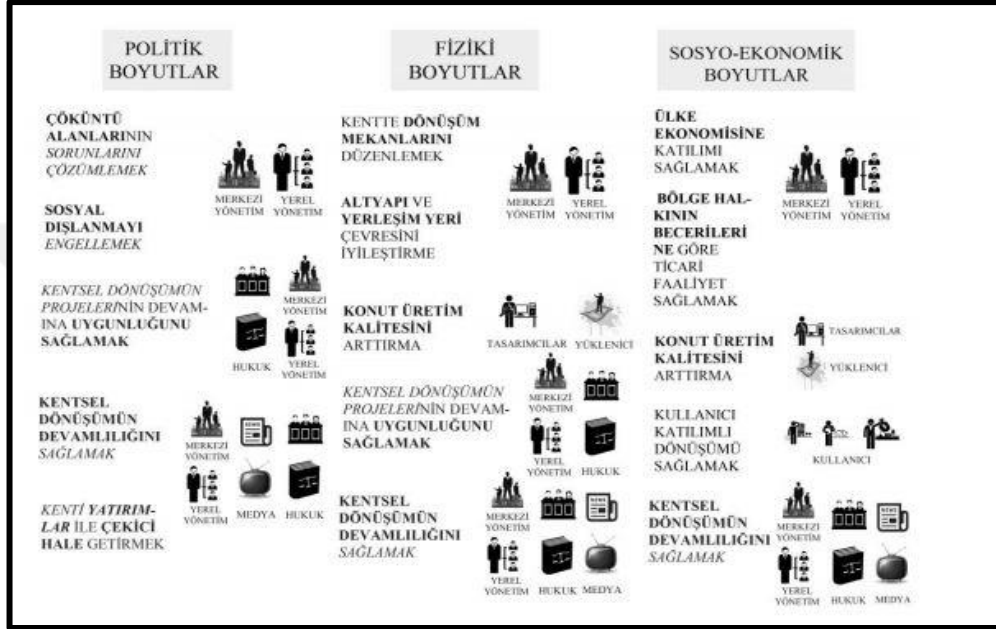 POLİTİK
BOYUTLAR
ÇÖKÜNTÜ
ALANLARININ
SORUNLARINI
ÇÖZÜMLEMEK
MERKEZİ
YÖNETİM
YEREL
YÖNETİM
SOSYAL
DIŞLANMAYI
ENGELLEMEK
KENTSEL DÖNÜŞÜMÜN
PROJELERİNİN DEVAM-
INA UYGUNLUĞUNU
SAĞLAMAK
MERKEZİ
YÖNETİM
HUKUK
YEREL
YÖNETİM
KENTSEL
DÖNÜŞÜMÜN
DEVAMLILIĞINI
SAĞLAMAK
MERKEZİ
YÖNETİM
NEWS
YEREL
YÖNETİM
MEDYA
HUKUK
KENTİ YATIRIM-
LAR İLE ÇEKİCİ
HALE GETİRMEK
FİZİKİ
BOYUTLAR
KENTTE DÖNÜŞÜM
MEKANLARINI
DÜZENLEMEK
MERKEZİ
YÖNETİM
YEREL
YÖNETİM
ALTYAPI VE
YERLEŞİM YERİ
ÇEVRESİNİ
İYİLEŞTİRME
KONUT ÜRETİM
KALİTESİNİ
ARTTIRMA
TASARIMCILAR
YÜKLENİCİ
KENTSEL DÖNÜŞÜMÜN
PROJELERİNİN DEVAM-
INA UYGUNLUĞUNU
SAĞLAMAK
MERKEZİ
YÖNETİM
YEREL
YÖNETİM
HUKUK
KENTSEL
DÖNÜŞÜMÜN
DEVAMLILIĞINI
SAĞLAMAK
MERKEZİ
YÖNETİM
NEWS
YEREL
YÖNETİM
HUKUK
MEDYA
SOSYO-EKONOMİK
BOYUTLAR
ÜLKE
EKONOMİSİNE
KATILIMI
SAĞLAMAK
MERKEZİ
YÖNETİM
YEREL
YÖNETİM
BÖLGE HAL-
KININ
BECERİLERİ
NE GÖRE
TİCARİ
FAALİYET
SAĞLAMAK
KONUT ÜRETİM
KALİTESİNİ
ARTTIRMA
TASARIMCILAR
YÜKLENİCİ
KULLANICI
KATILIMLI
DÖNÜŞÜMÜ
SAĞLAMAK
KULLANICI
KENTSEL
DÖNÜŞÜMÜN
DEVAMLILIĞINI
SAĞLAMAK
MERKEZİ
YÖNETİM
NEWS
YEREL
YÖNETİM
HUKUK
MEDYA